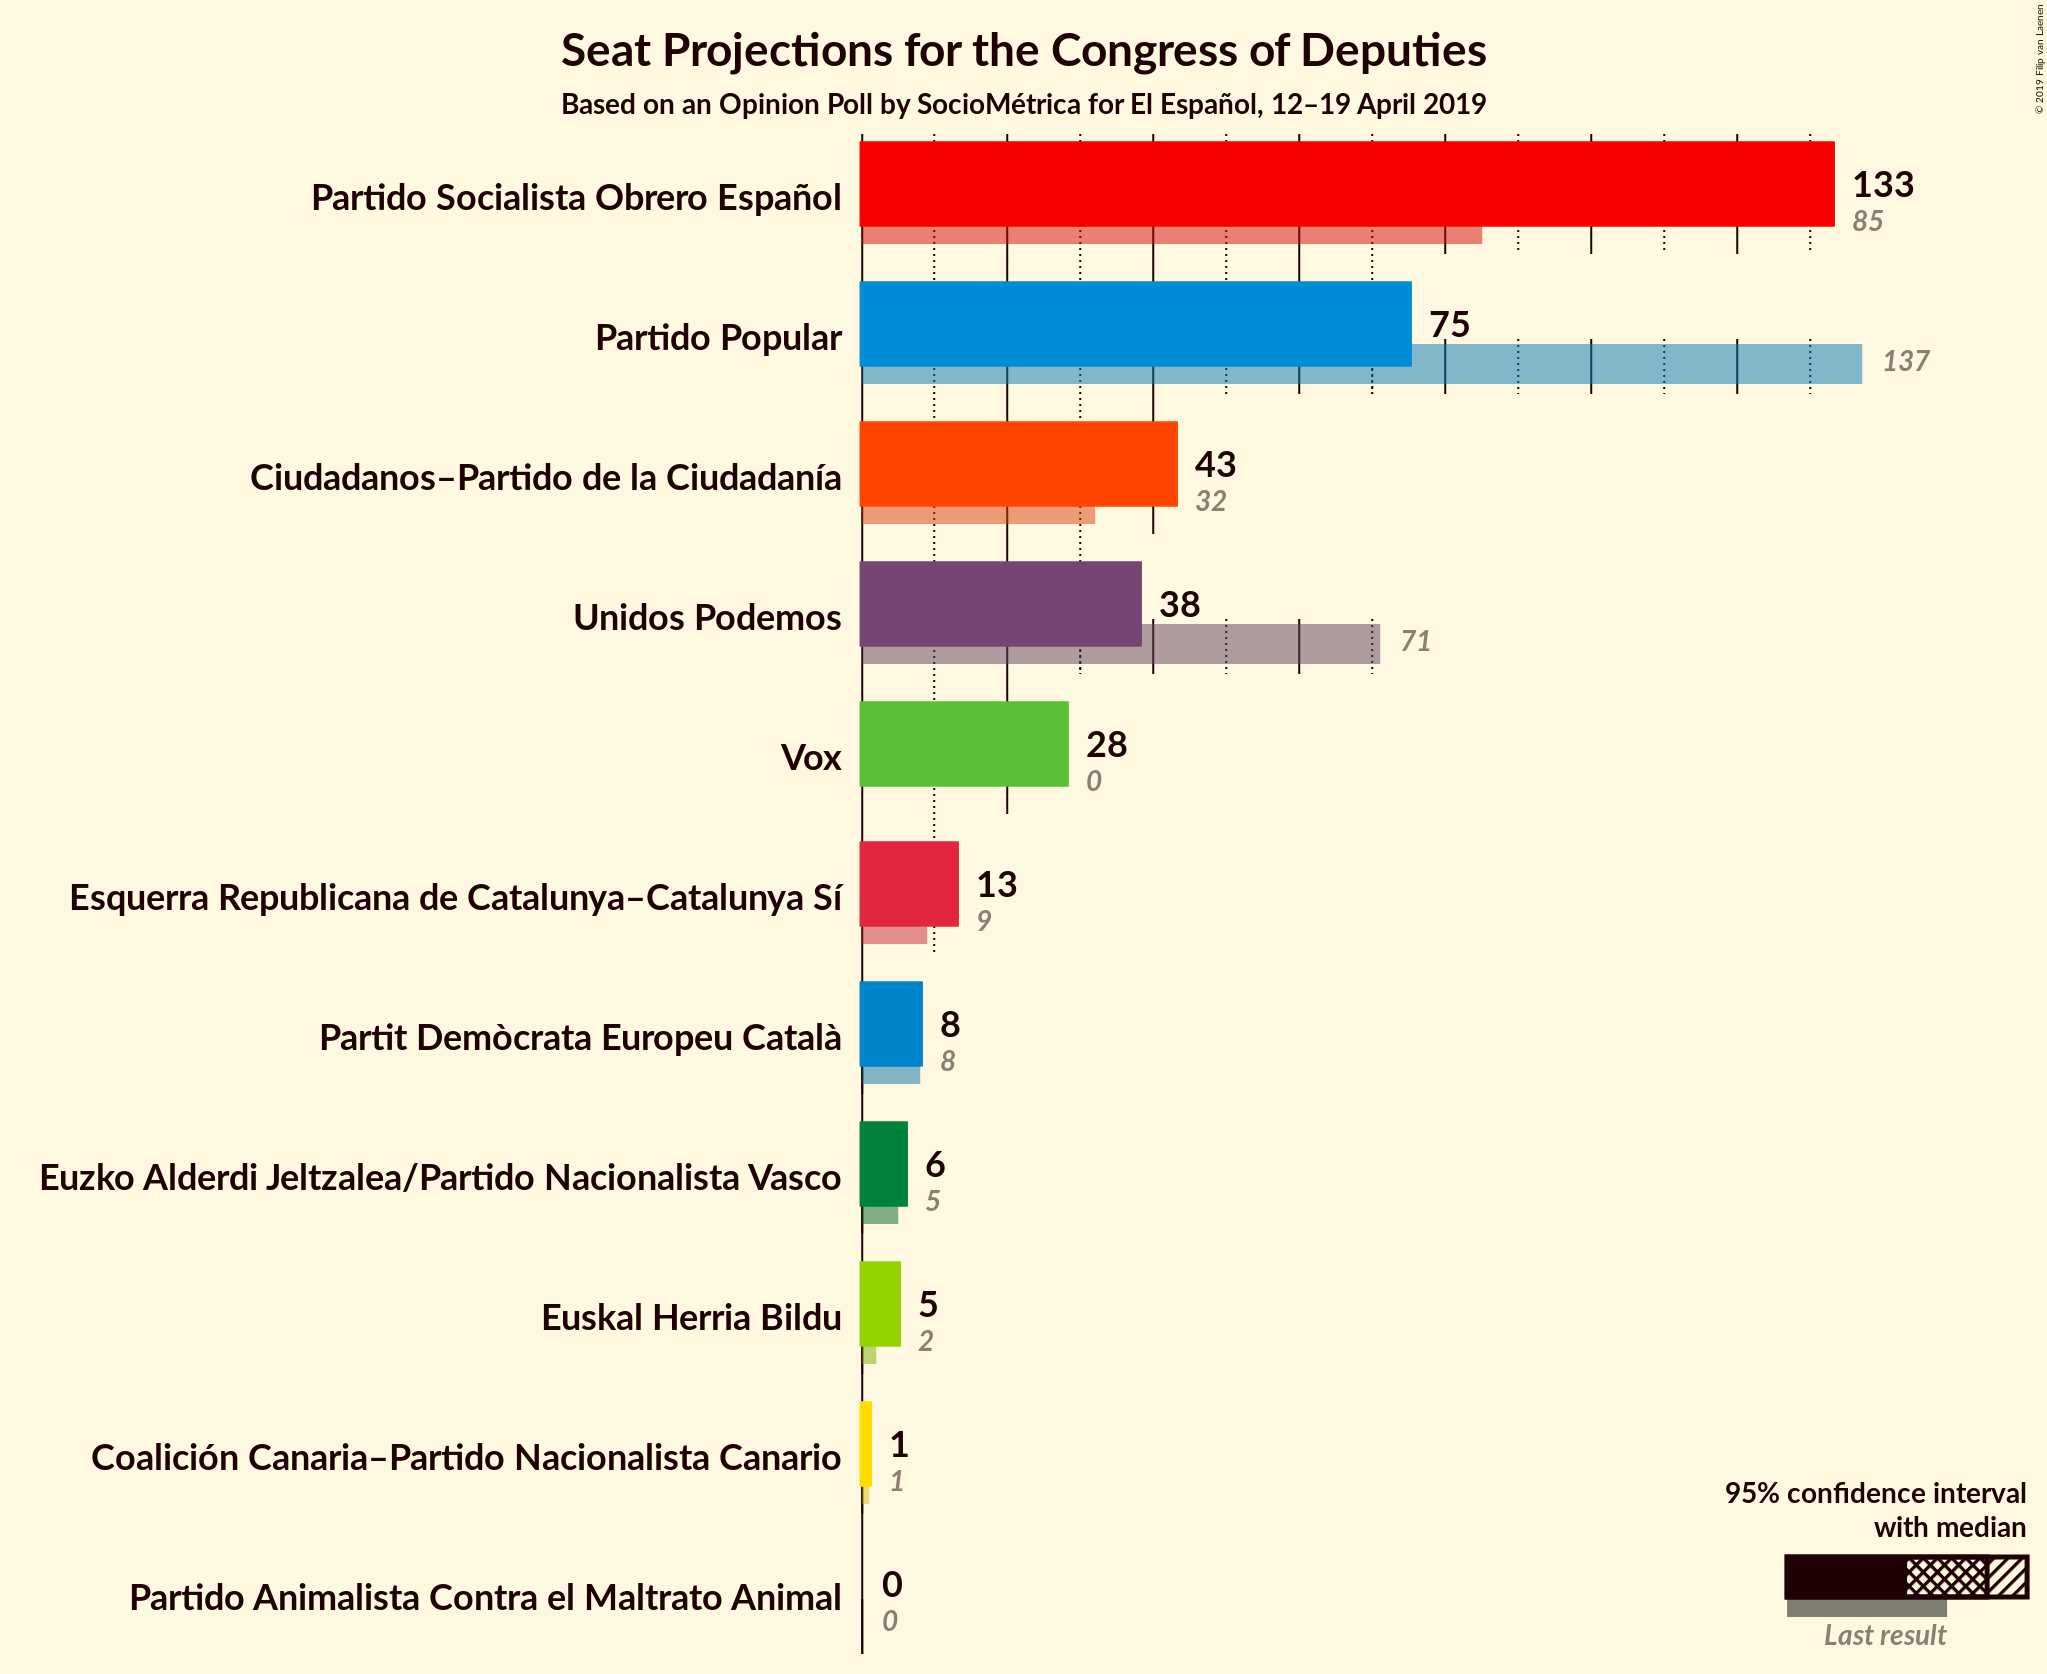 Seat Projections for the Congress of Deputies
Based on an Opinion Poll by SocioMétrica for El Español, 12–19 April 2019
© 2019 Filip van Laenen
Partido Socialista Obrero Español
133
85
Partido Popular
75
137
Ciudadanos–Partido de la Ciudadanía
43
32
Unidos Podemos
38
71
Vox
28
0
Esquerra Republicana de Catalunya–Catalunya Sí
13
9
Partit Demòcrata Europeu Català
8
8
Euzko Alderdi Jeltzalea/Partido Nacionalista Vasco
6
5
Euskal Herria Bildu
5
2
Coalición Canaria–Partido Nacionalista Canario
1
1
Partido Animalista Contra el Maltrato Animal
0
0
95% confidence interval
with median
Last result